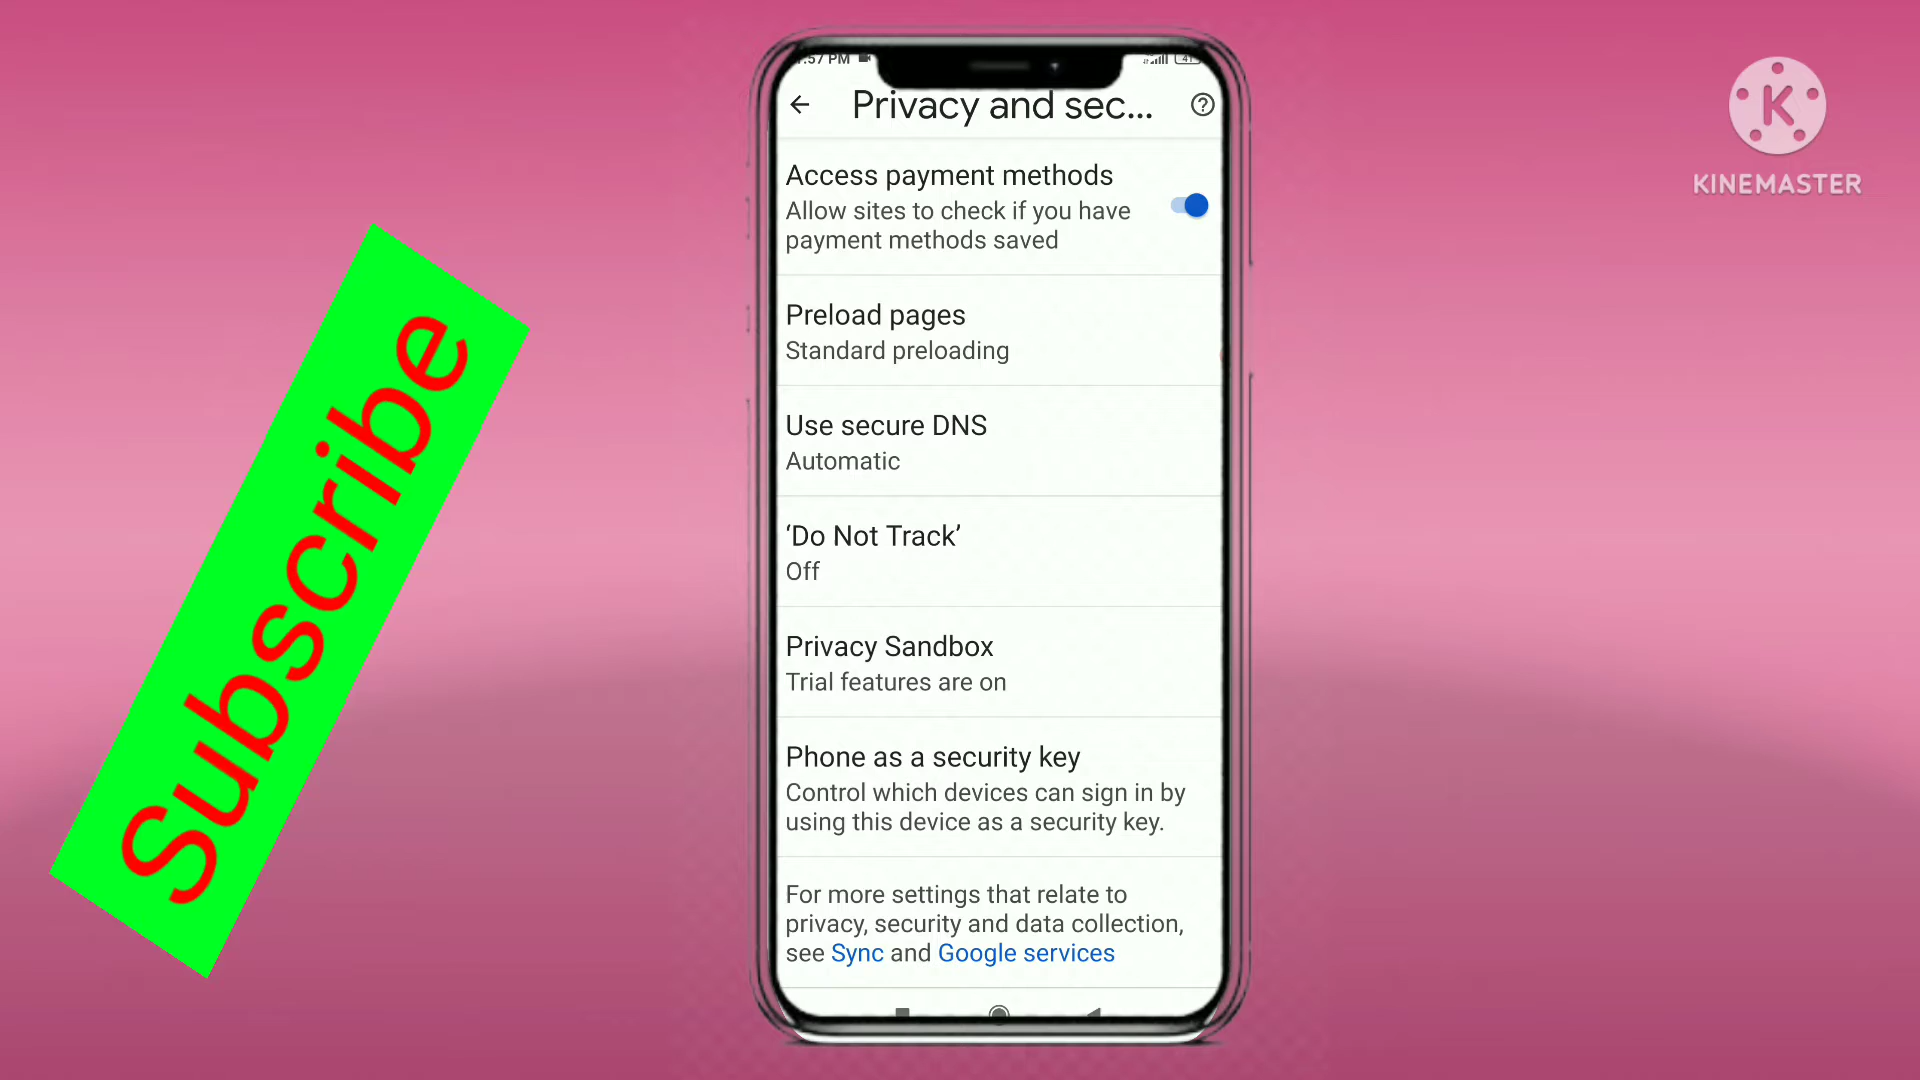 :57 PM
41
Privacy and sec...
Access payment methods
Allow sites to check if you have
payment methods saved
Preload pages
Standard preloading
Use secure DNS
Automatic
‘Do Not Track’
Off
Privacy Sandbox
Trial features are on
Phone as a security key
Control which devices can sign in by
using this device as a security key.
For more settings that relate to
privacy, security and data collection,
see Sync and Google services
Subscribe
K
KINEMASTER